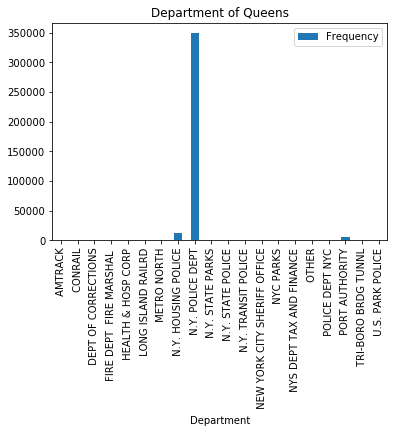 Department of Queens
Frequency
350000
300000
250000
200000
150000
100000
50000
0
AMTRACK
CONRAIL
DEPT OF CORRECTIONS
FIRE DEPT  FIRE MARSHAL
HEALTH & HOSP CORP
LONG ISLAND RAILRD
METRO NORTH
N.Y. HOUSING POLICE
N.Y. POLICE DEPT
N.Y. STATE PARKS
N.Y. STATE POLICE
N.Y. TRANSIT POLICE
NEW YORK CITY SHERIFF OFFICE
NYC PARKS
NYS DEPT TAX AND FINANCE
OTHER
POLICE DEPT NYC
PORT AUTHORITY
TRI-BORO BRDG TUNNL
U.S. PARK POLICE
Department